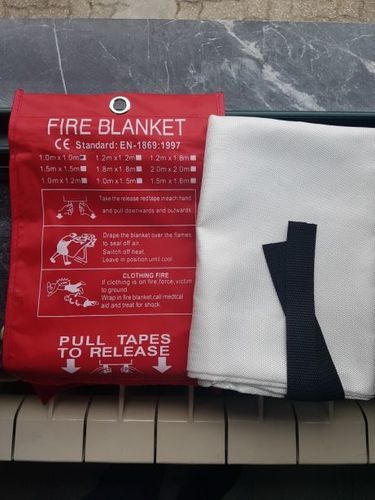 FIRE BLANKET
CE Standard: EN-1869:1997
1.0m x 1.0m 1.2m x 1.2m 1.2m x 1.8m
1.5m x 1.5m 1.8m x 1.8m 2.0m x 2.0m
1.0m x 1.2m 1.0m x 1.5m 1.5m x 1.8m
Take the release red tape in each hand
and pull downwards and outwards.
Drape the blanket over the flames
to seal off air.
Switch off heat.
Leave in position until cool.
CLOTHING FIRE
If clothing is on fire,force,victim
to ground.
Wrap in fire blanket,call medtcal
aid and treat for shock.
PULL TAPES
TO RELEASE